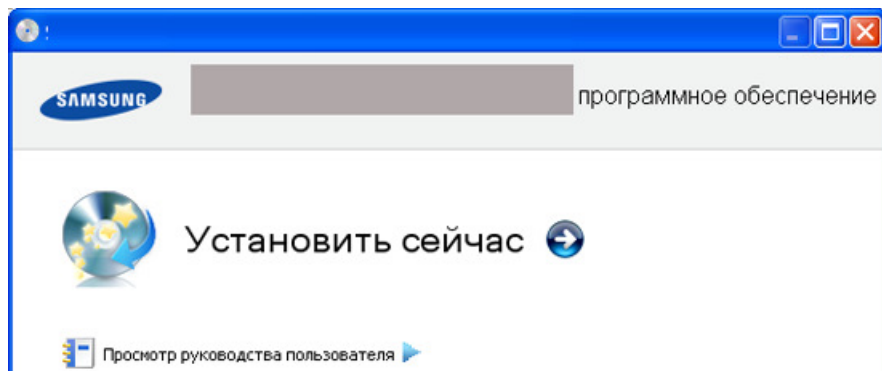 SAMSUNG
программное обеспечение
Установить сейчас
Просмотр руководства пользователя